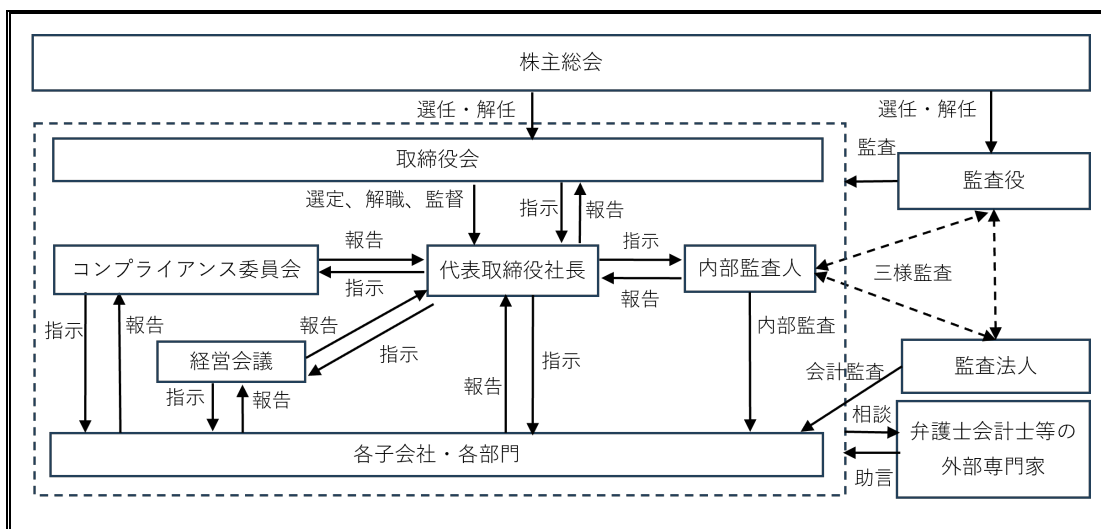 株主総会
選任・解任
選任・解任
取締役会
監査
監査役
選定、解職、監督
指示
報告
コンプライアンス委員会
報告
指示
代表取締役社長
指示
報告
内部監査人
三様監査
指示
報告
報告
指示
経営会議
指示
報告
報告
指示
内部監査
会計監査
監査法人
各子会社・各部門
相談
助言
弁護士会計士等の
外部専門家